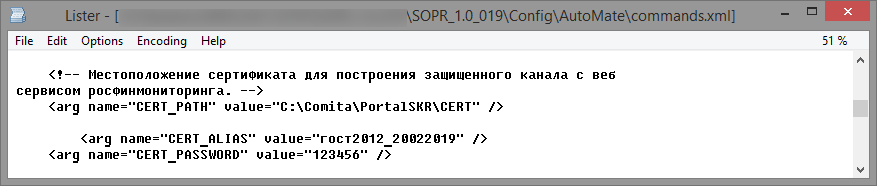 Lister - [ \SOPR_1.0_019\Config\AutoMate\commands.xml]
File Edit Options Encoding Help 51 %
<!-- Местоположение сертификата для построения защищенного канала с веб
сервисом росфинмониторинга. -->
<arg name="CERT_PATH" value="C:\Comita\PortalSKR\CERT" />
<arg name="CERT_ALIAS" value="гост2012_20022019" />
<arg name="CERT_PASSWORD" value="123456" />